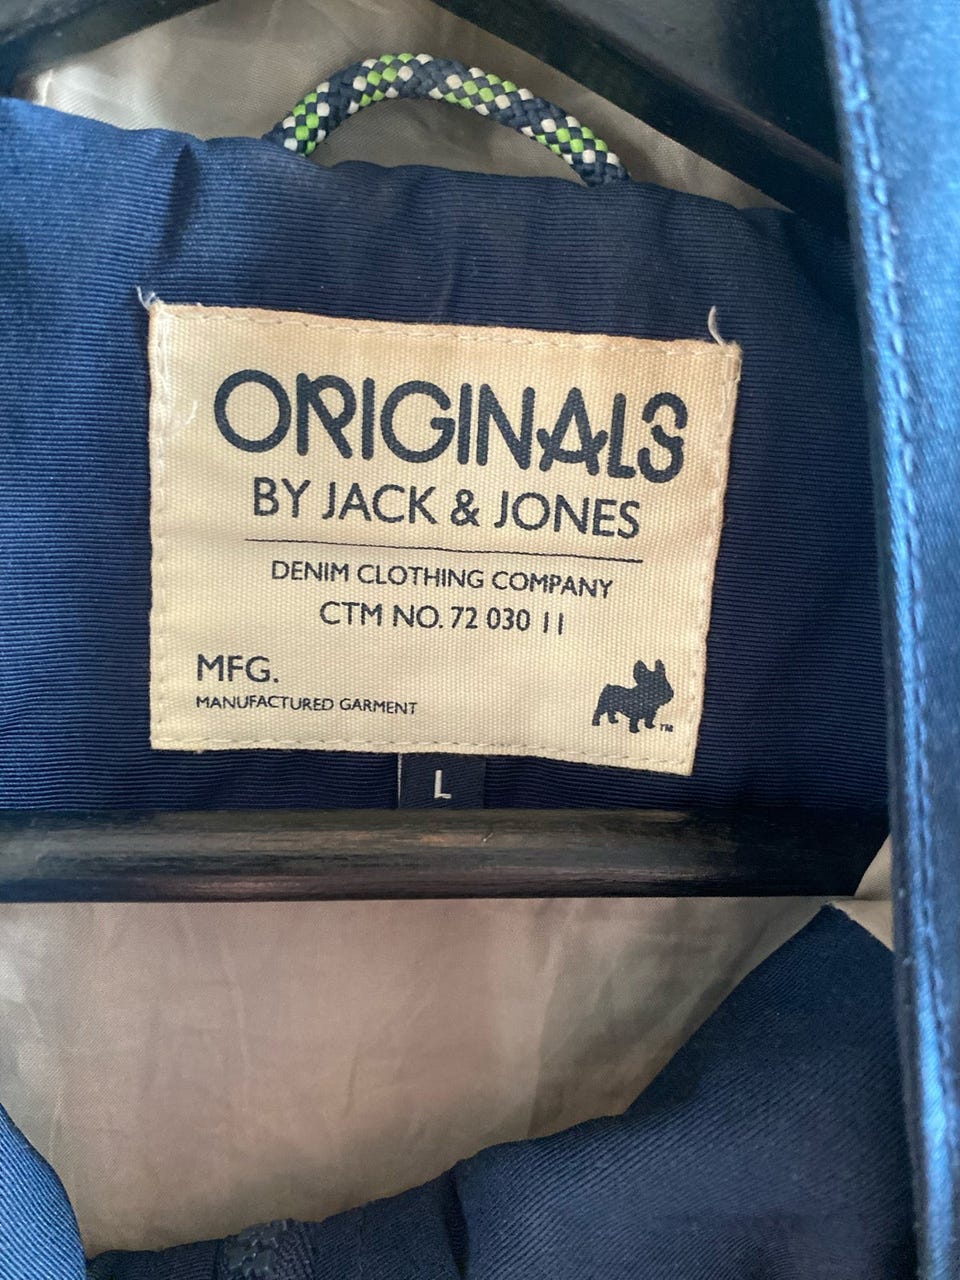 ORIGINALS
BY JACK & JONES
DENIM CLOTHING COMPANY
CTM NO. 72 030 11
MFG.
MANUFACTURED GARMENT
TM
L